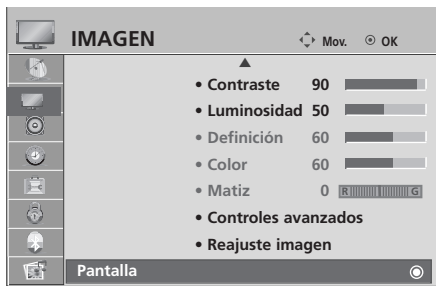 IMAGEN Mov. OK
• Contraste 90
• Luminosidad 50
• Definición 60
• Color 60
• Matiz 0 R G
• Controles avanzados
• Reajuste imagen
Pantalla